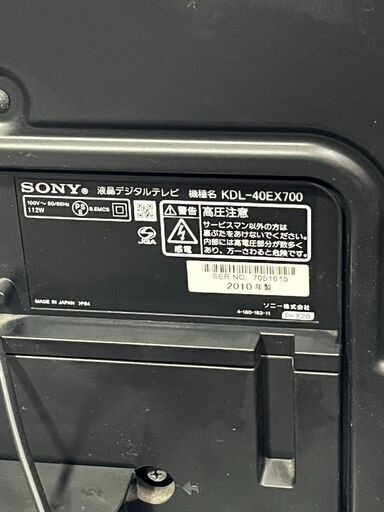 SONY® 液晶デジタルテレビ 機種名 KDL-40EX700
100V～ 50/60Hz
112W
PS
E
JQA
警告 高圧注意
感電
サービスマン以外の方は
裏ぶたをあけないでください。
内部には高電圧部分が数多く
あり、万一さわると危険です。
SER.NO. 7051615
2010年製
MADE IN JAPAN
ソニー株式会社
4-180-183-11